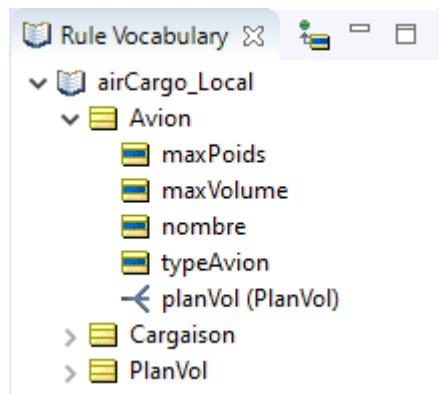 Rule Vocabulary
airCargo_Local
Avion
maxPoids
maxVolume
nombre
typeAvion
planVol (PlanVol)
Cargaison
PlanVol